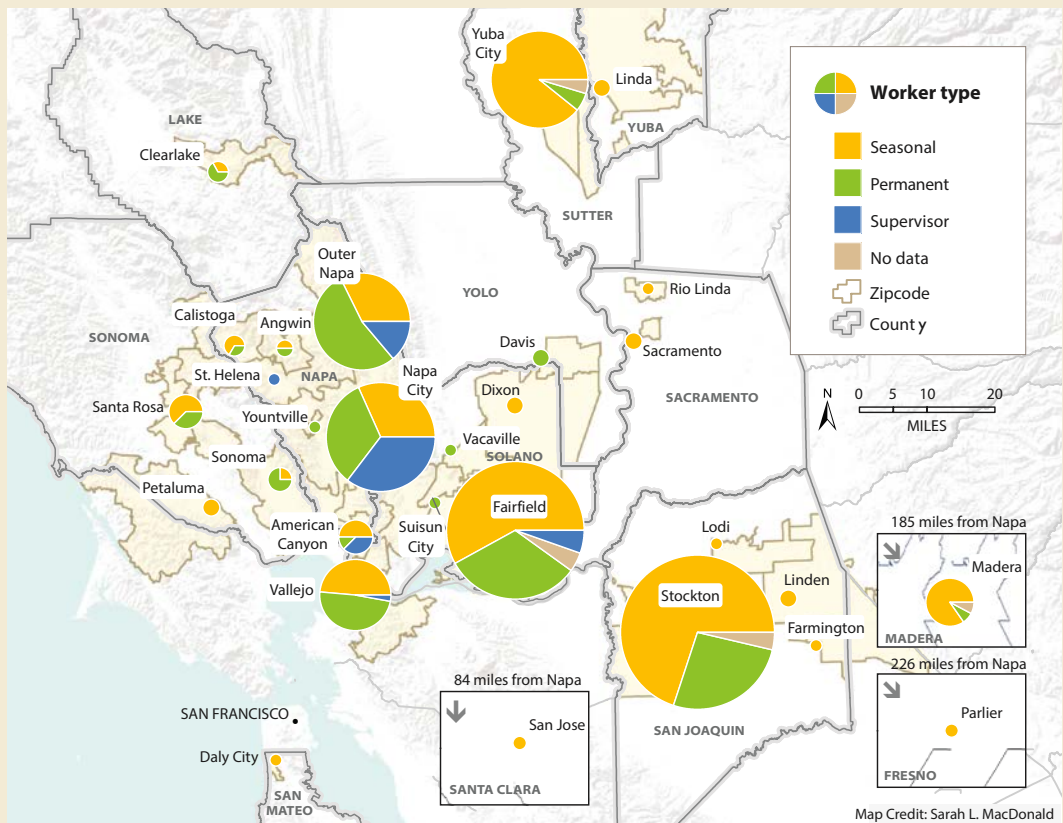 Yuba
City
Linda
YUBA
LAKE
Clearlake
SUTTER
Worker type
Seasonal
Permanent
Supervisor
No data
Zipcode
Count y
Outer
Napa
YOLO
Rio Linda
Calistoga
Angwin
SONOMA
Davis
Sacramento
St. Helena
NAPA
Napa
City
Dixon
SACRAMENTO
N
0 5 10 20
MILES
Santa Rosa
Yountville
Vacaville
SOLANO
Sonoma
Petaluma
Fairfield
American
Canyon
Suisun
City
Lodi
185 miles from Napa
Madera
MADERA
Vallejo
Stockton
Linden
Farmington
226 miles from Napa
Parlier
FRESNO
84 miles from Napa
San Jose
SANTA CLARA
SAN FRANCISCO
SAN JOAQUIN
Daly City
SAN
MATEO
Map Credit: Sarah L. MacDonald